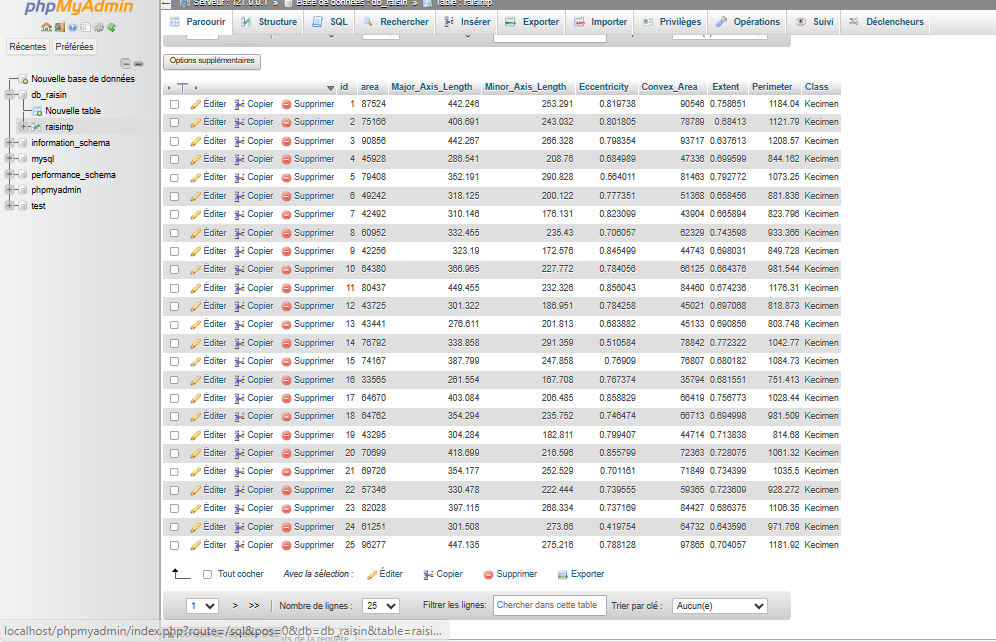 phpMyAdmin
Serveur : 127.0.0.1 » Base de données : db_raisin » Table : raisintp
Récentes Préférées
Nouvelle base de données
db_raisin
Nouvelle table
raisintp
information_schema
mysql
performance_schema
phpmyadmin
test
Parcourir Structure SQL Rechercher Insérer Exporter Importer Privilèges Opérations Suivi Déclencheurs
Options supplémentaires
id area Major_Axis_Length Minor_Axis_Length Eccentricity Convex_Area Extent Perimeter Class
Éditer Copier Supprimer 1 87524 442.246 253.291 0.819738 90546 0.758651 1184.04 Kecimen
Éditer Copier Supprimer 2 75166 406.691 243.032 0.801805 78789 0.68413 1121.79 Kecimen
Éditer Copier Supprimer 3 90856 442.267 266.328 0.798354 93717 0.637613 1208.57 Kecimen
Éditer Copier Supprimer 4 45928 286.541 208.76 0.684989 47336 0.699599 844.162 Kecimen
Éditer Copier Supprimer 5 79408 352.191 290.828 0.564011 81463 0.792772 1073.25 Kecimen
Éditer Copier Supprimer 6 49242 318.125 200.122 0.777351 51368 0.658456 881.836 Kecimen
Éditer Copier Supprimer 7 42492 310.146 176.131 0.823099 43904 0.665894 823.796 Kecimen
Éditer Copier Supprimer 8 60952 332.455 235.43 0.706057 62329 0.743598 933.366 Kecimen
Éditer Copier Supprimer 9 42256 323.19 172.576 0.845499 44743 0.698031 849.728 Kecimen
Éditer Copier Supprimer 10 64380 366.965 227.772 0.784056 66125 0.664376 981.544 Kecimen
Éditer Copier Supprimer 11 80437 449.455 232.326 0.856043 84460 0.674236 1176.31 Kecimen
Éditer Copier Supprimer 12 43725 301.322 186.951 0.784258 45021 0.697068 818.873 Kecimen
Éditer Copier Supprimer 13 43441 276.611 201.813 0.683882 45133 0.690856 803.748 Kecimen
Éditer Copier Supprimer 14 76792 338.858 291.359 0.510584 78842 0.772322 1042.77 Kecimen
Éditer Copier Supprimer 15 74167 387.799 247.858 0.76909 76807 0.680182 1084.73 Kecimen
Éditer Copier Supprimer 16 33565 261.554 167.708 0.767374 35794 0.681551 751.413 Kecimen
Éditer Copier Supprimer 17 64670 403.084 206.485 0.858829 66419 0.756773 1028.44 Kecimen
Éditer Copier Supprimer 18 64762 354.294 235.752 0.746474 66713 0.694998 981.509 Kecimen
Éditer Copier Supprimer 19 43295 304.284 182.811 0.799407 44714 0.713838 814.68 Kecimen
Éditer Copier Supprimer 20 70699 418.699 216.596 0.855799 72363 0.728075 1061.32 Kecimen
Éditer Copier Supprimer 21 69726 354.177 252.529 0.701161 71849 0.734399 1035.5 Kecimen
Éditer Copier Supprimer 22 57346 330.478 222.444 0.739555 59365 0.723609 928.272 Kecimen
Éditer Copier Supprimer 23 82028 397.115 268.334 0.737169 84427 0.686375 1106.35 Kecimen
Éditer Copier Supprimer 24 61251 301.508 273.66 0.419754 64732 0.643596 971.769 Kecimen
Éditer Copier Supprimer 25 96277 447.135 275.216 0.788128 97865 0.704057 1181.92 Kecimen
Tout cocher Avec la sélection : Éditer Copier Supprimer Exporter
1 > >> Nombre de lignes : 25 Filtrer les lignes: Chercher dans cette table Trier par clé : Aucun(e)
localhost/phpmyadmin/index.php?route=/sql&pos=0&db=db_raisin&table=raisi...